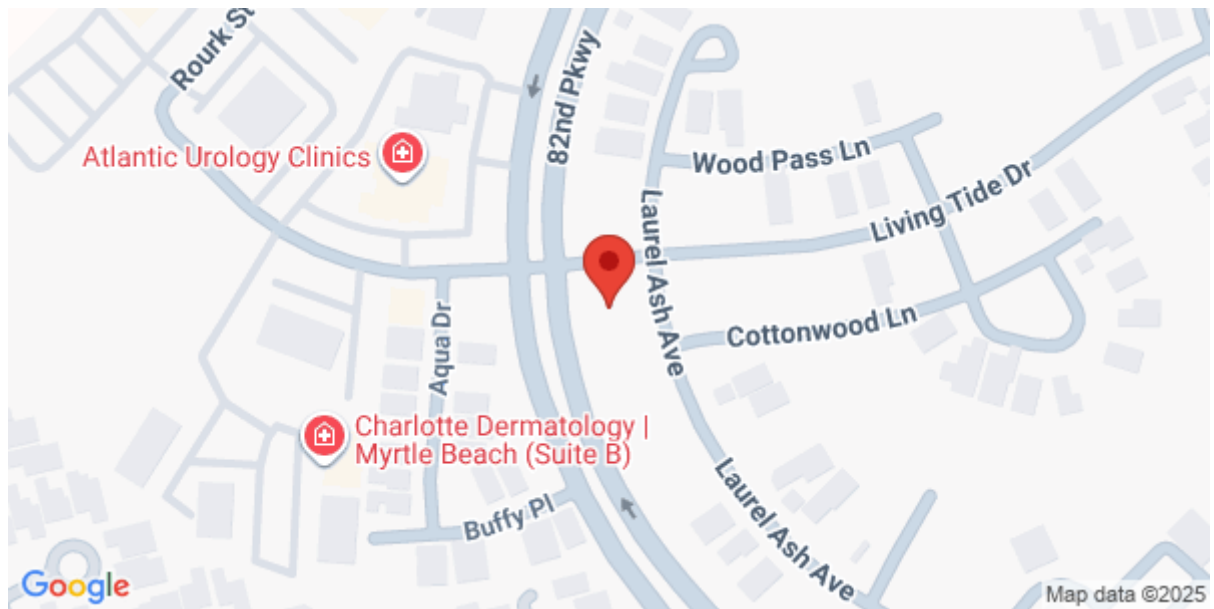 Rourk St
82nd Pkwy
Atlantic Urology Clinics
Wood Pass Ln
Living Tide Dr
Laurel Ash Ave
Aqua Dr
Cottonwood Ln
Charlotte Dermatology |
Myrtle Beach (Suite B)
Laurel Ash Ave
Buffy Pl
Google
Map data ©2025